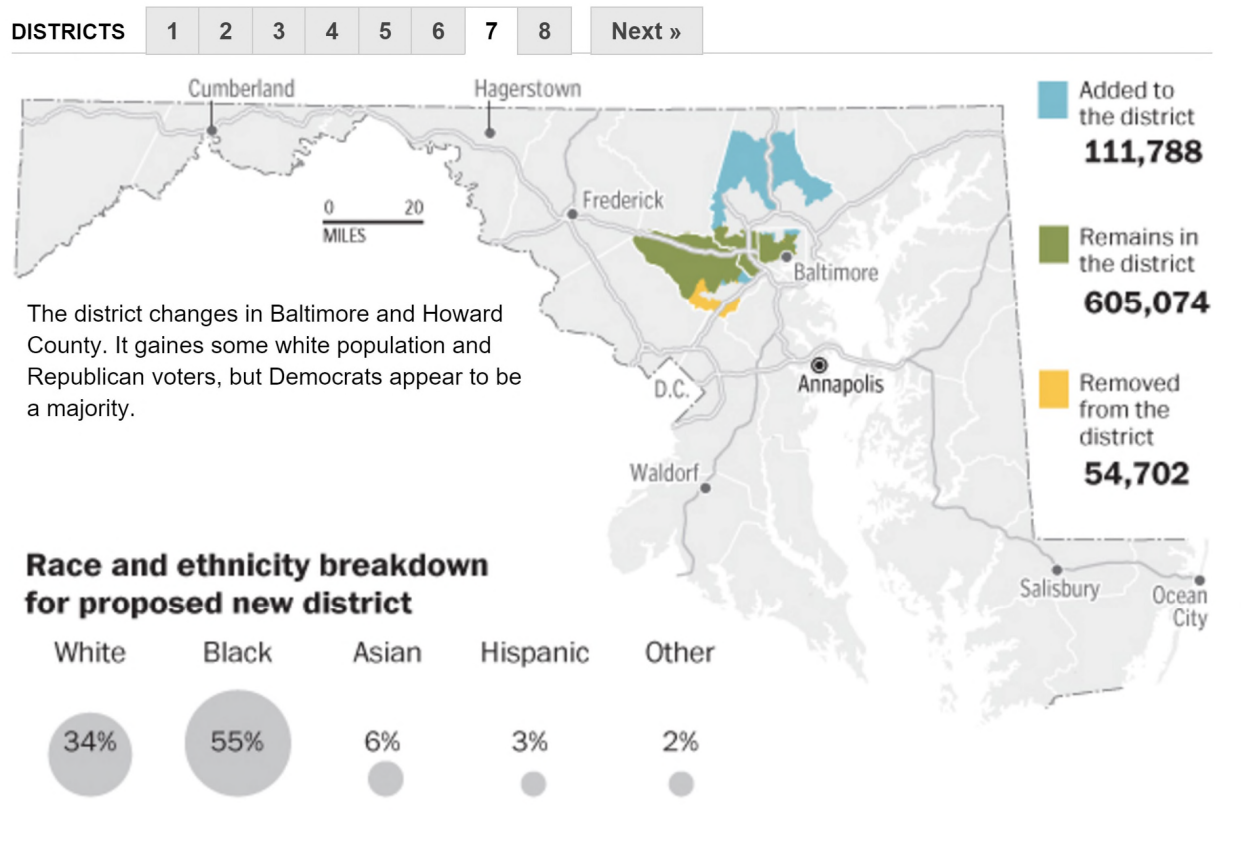 DISTRICTS 1 2 3 4 5 6 7 8 Next »
Cumberland
Hagerstown
Frederick
0 20
MILES
Baltimore
D.C.
Annapolis
Waldorf
Salisbury
Ocean
City
Added to
the district
111,788
Remains in
the district
605,074
Removed
from the
district
54,702
The district changes in Baltimore and Howard
County. It gaines some white population and
Republican voters, but Democrats appear to be
a majority.
Race and ethnicity breakdown
for proposed new district
White Black Asian Hispanic Other
34% 55% 6% 3% 2%